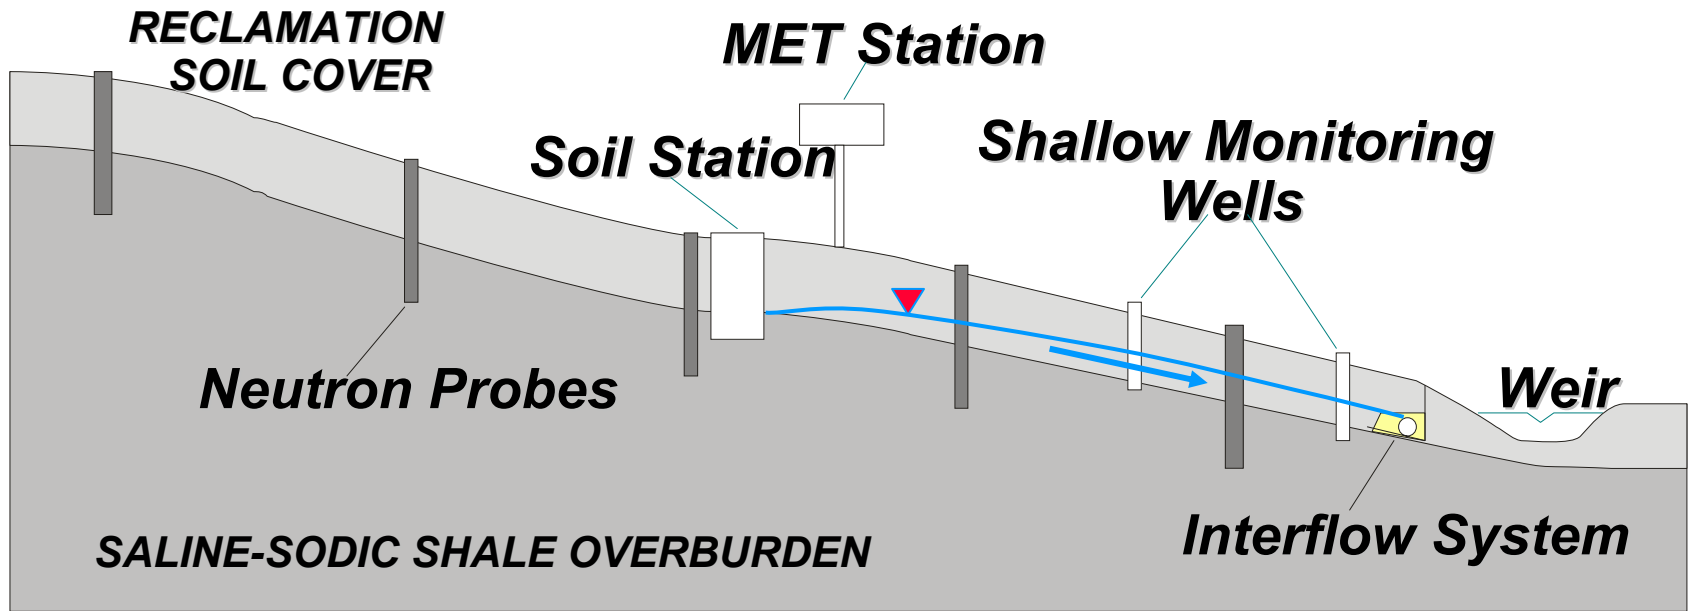 RECLAMATION
SOIL COVER
MET Station
Soil Station
Shallow Monitoring
Wells
Neutron Probes
Weir
Interflow System
SALINE-SODIC SHALE OVERBURDEN